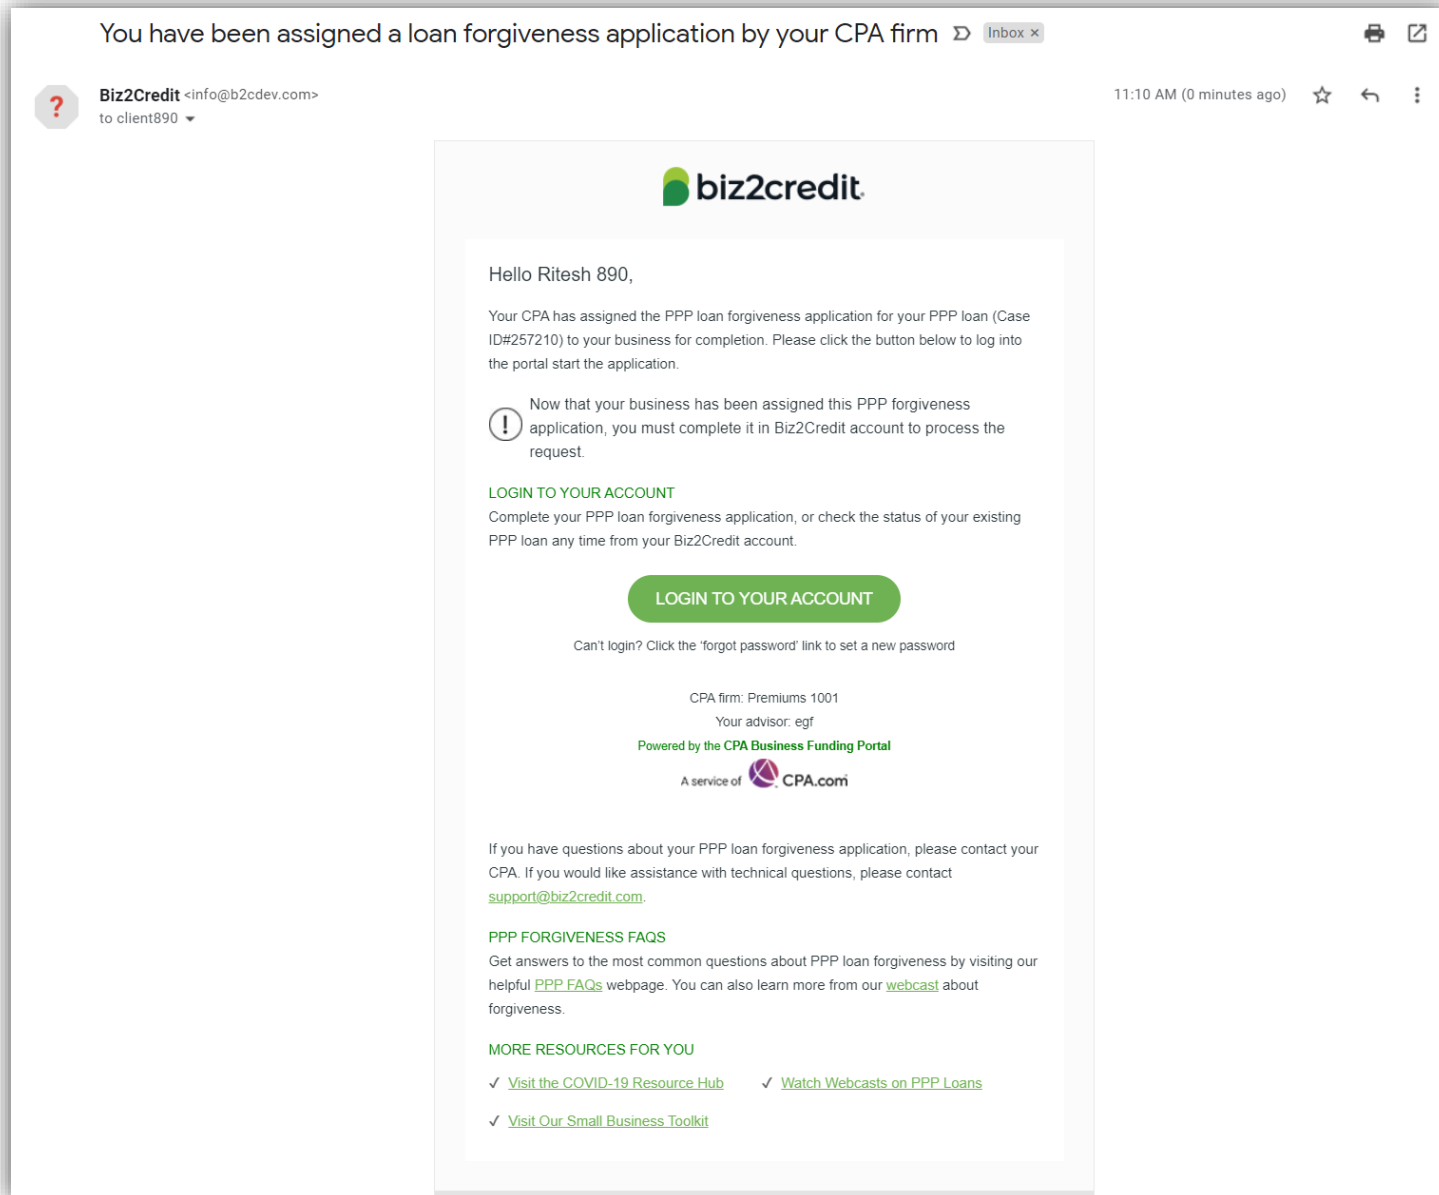 You have been assigned a loan forgiveness application by your CPA firm Inbox ×
? Biz2Credit <info@b2cdev.com> 11:10 AM (0 minutes ago)
to client890
biz2credit
Hello Ritesh 890,
Your CPA has assigned the PPP loan forgiveness application for your PPP loan (Case
ID#257210) to your business for completion. Please click the button below to log into
the portal start the application.
Now that your business has been assigned this PPP forgiveness
! application, you must complete it in Biz2Credit account to process the
request.
LOGIN TO YOUR ACCOUNT
Complete your PPP loan forgiveness application, or check the status of your existing
PPP loan any time from your Biz2Credit account.
LOGIN TO YOUR ACCOUNT
Can't login? Click the ‘forgot password’ link to set a new password
CPA firm: Premiums 1001
Your advisor: egf
Powered by the CPA Business Funding Portal
A service of CPA.com
If you have questions about your PPP loan forgiveness application, please contact your
CPA. If you would like assistance with technical questions, please contact
support@biz2credit.com.
PPP FORGIVENESS FAQS
Get answers to the most common questions about PPP loan forgiveness by visiting our
helpful PPP FAQs webpage. You can also learn more from our webcast about
forgiveness.
MORE RESOURCES FOR YOU
✓ Visit the COVID-19 Resource Hub ✓ Watch Webcasts on PPP Loans
✓ Visit Our Small Business Toolkit